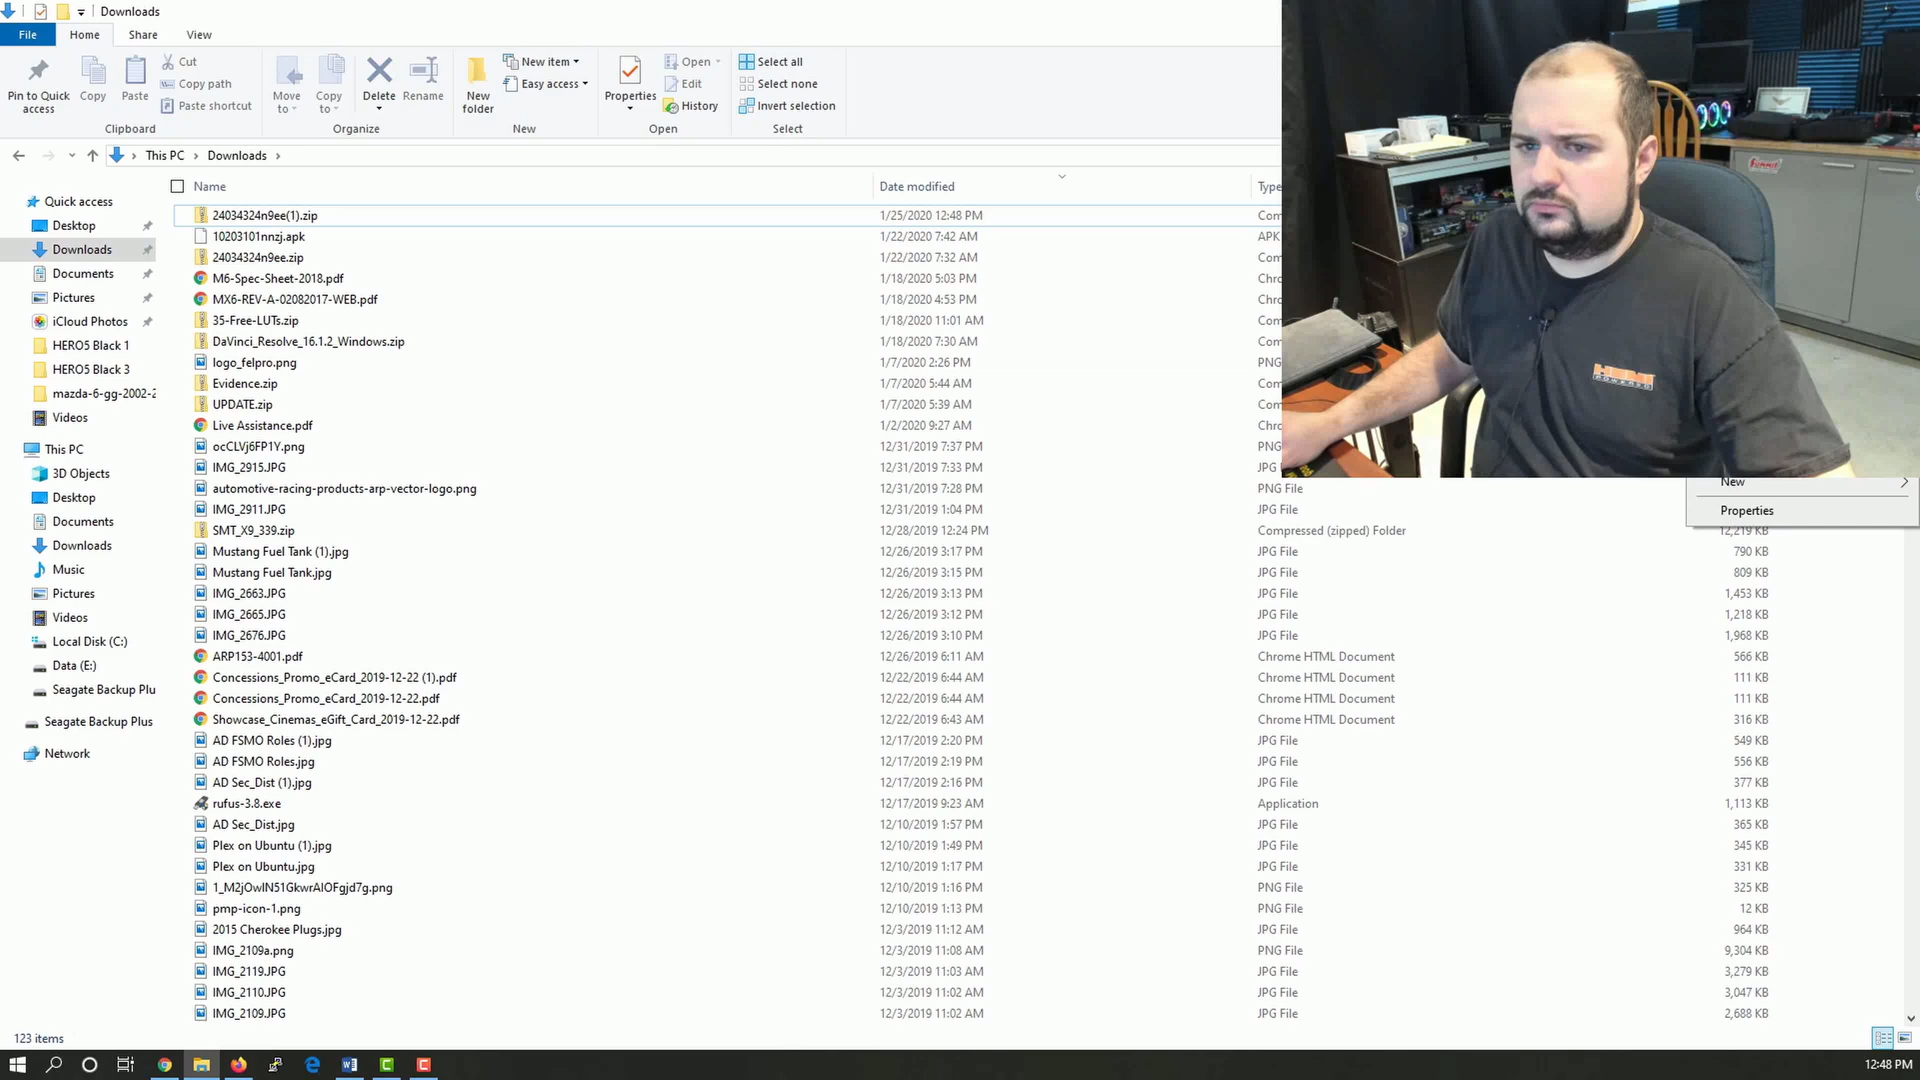 Downloads
File Home Share View
Pin to Quick access
Copy
Paste
Cut
Copy path
Paste shortcut
Clipboard
Move to
Copy to
Delete
Rename
Organize
New folder
New item
Easy access
New
Properties
Open
Edit
History
Open
Select all
Select none
Invert selection
Select
This PC Downloads
Name Date modified Type
Quick access
Desktop
Downloads
Documents
Pictures
iCloud Photos
HERO5 Black 1
HERO5 Black 3
mazda-6-gg-2002-2
Videos
This PC
3D Objects
Desktop
Documents
Downloads
Music
Pictures
Videos
Local Disk (C:)
Data (E:)
Seagate Backup Plu
Seagate Backup Plus
Network
24034324n9ee(1).zip 1/25/2020 12:48 PM Com
10203101nnzj.apk 1/22/2020 7:42 AM APK
24034324n9ee.zip 1/22/2020 7:32 AM Com
M6-Spec-Sheet-2018.pdf 1/18/2020 5:03 PM Chrc
MX6-REV-A-02082017-WEB.pdf 1/18/2020 4:53 PM Chrc
35-Free-LUTs.zip 1/18/2020 11:01 AM Com
DaVinci_Resolve_16.1.2_Windows.zip 1/18/2020 7:30 AM Com
logo_felpro.png 1/7/2020 2:26 PM PNG
Evidence.zip 1/7/2020 5:44 AM Com
UPDATE.zip 1/7/2020 5:39 AM Com
Live Assistance.pdf 1/2/2020 9:27 AM Chrc
ocCLVj6FP1Y.png 12/31/2019 7:37 PM PNG
IMG_2915.JPG 12/31/2019 7:33 PM JPG
automotive-racing-products-arp-vector-logo.png 12/31/2019 7:28 PM PNG File
IMG_2911.JPG 12/31/2019 1:04 PM JPG File
SMT_X9_339.zip 12/28/2019 12:24 PM Compressed (zipped) Folder 12,219 KB
Mustang Fuel Tank (1).jpg 12/26/2019 3:17 PM JPG File 790 KB
Mustang Fuel Tank.jpg 12/26/2019 3:15 PM JPG File 809 KB
IMG_2663.JPG 12/26/2019 3:13 PM JPG File 1,453 KB
IMG_2665.JPG 12/26/2019 3:12 PM JPG File 1,218 KB
IMG_2676.JPG 12/26/2019 3:10 PM JPG File 1,968 KB
ARP153-4001.pdf 12/26/2019 6:11 AM Chrome HTML Document 566 KB
Concessions_Promo_eCard_2019-12-22 (1).pdf 12/22/2019 6:44 AM Chrome HTML Document 111 KB
Concessions_Promo_eCard_2019-12-22.pdf 12/22/2019 6:44 AM Chrome HTML Document 111 KB
Showcase_Cinemas_eGift_Card_2019-12-22.pdf 12/22/2019 6:43 AM Chrome HTML Document 316 KB
AD FSMO Roles (1).jpg 12/17/2019 2:20 PM JPG File 549 KB
AD FSMO Roles.jpg 12/17/2019 2:19 PM JPG File 556 KB
AD Sec_Dist (1).jpg 12/17/2019 2:16 PM JPG File 377 KB
rufus-3.8.exe 12/17/2019 9:23 AM Application 1,113 KB
AD Sec_Dist.jpg 12/10/2019 1:57 PM JPG File 365 KB
Plex on Ubuntu (1).jpg 12/10/2019 1:49 PM JPG File 345 KB
Plex on Ubuntu.jpg 12/10/2019 1:17 PM JPG File 331 KB
1_M2jOwIN51GkwrAIOFgjd7g.png 12/10/2019 1:16 PM PNG File 325 KB
pmp-icon-1.png 12/10/2019 1:13 PM PNG File 12 KB
2015 Cherokee Plugs.jpg 12/3/2019 11:12 AM JPG File 964 KB
IMG_2109a.png 12/3/2019 11:08 AM PNG File 9,304 KB
IMG_2119.JPG 12/3/2019 11:03 AM JPG File 3,279 KB
IMG_2110.JPG 12/3/2019 11:02 AM JPG File 3,047 KB
IMG_2109.JPG 12/3/2019 11:02 AM JPG File 2,688 KB
New
Properties
Summit
HEMI
123 items
12:48 PM